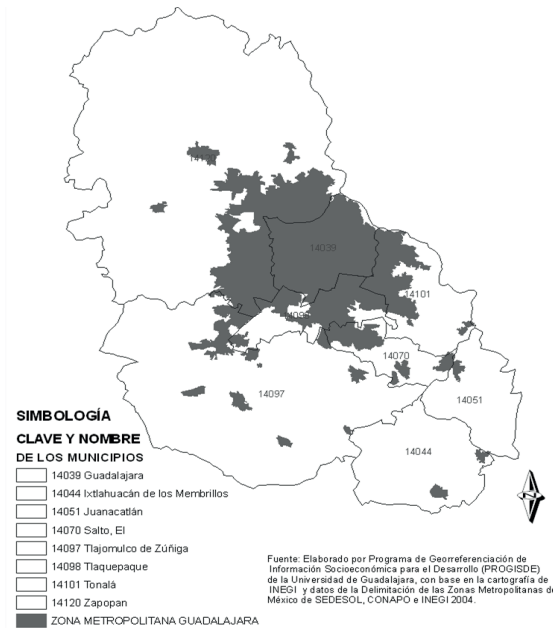 14039
14101
14070
14051
14097
14044
SIMBOLOGÍA
CLAVE Y NOMBRE
DE LOS MUNICIPIOS
14039 Guadalajara
14044 Ixtlahuacán de los Membrillos
14051 Juanacatlán
14070 Salto, El
14097 Tlajomulco de Zúñiga
14098 Tlaquepaque
14101 Tonalá
14120 Zapopan
ZONA METROPOLITANA GUADALAJARA
Fuente: Elaborado por Programa de Georreferenciación de
Información Socioeconómica para el Desarrollo (PROGISDE)
de la Universidad de Guadalajara, con base en la cartografía de
INEGI y datos de la Delimitación de las Zonas Metropolitanas de
México de SEDESOL, CONAPO e INEGI 2004.